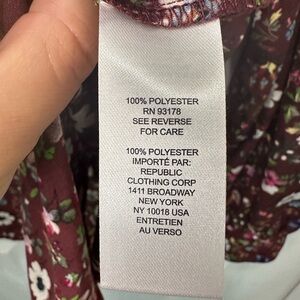 100% POLYESTER
RN 93178
SEE REVERSE
FOR CARE
100% POLYESTER
IMPORTÉ PAR:
REPUBLIC
CLOTHING CORP
1411 BROADWAY
NEW YORK
NY 10018 USA
ENTRETIEN
AU VERSO